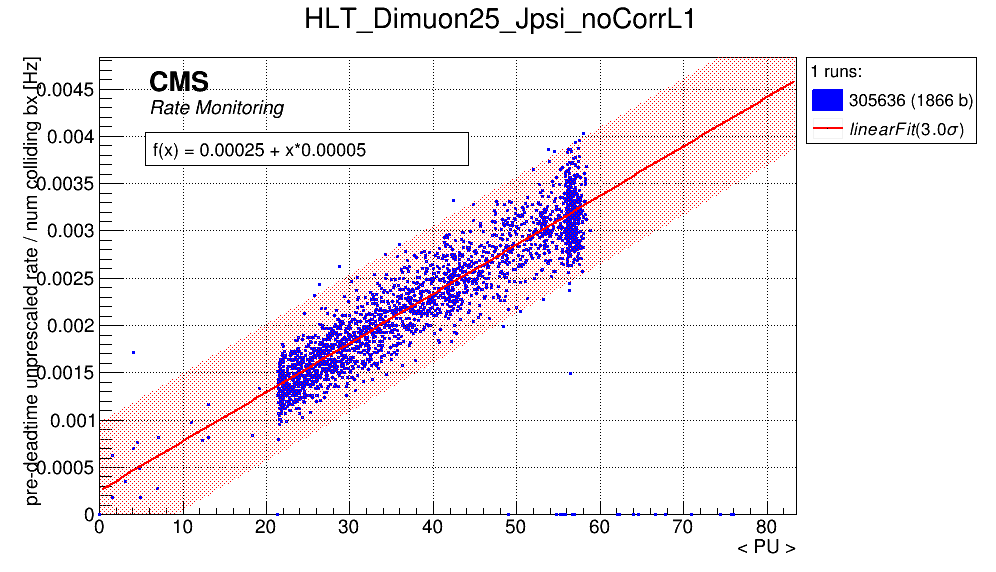 HLT_Dimuon25_Jpsi_noCorrL1
pre-deadtime unprescaled rate / num colliding bx [Hz]
CMS
Rate Monitoring
f(x) = 0.00025 + x*0.00005
1 runs:
305636 (1866 b)
linearFit(3.0σ)
0.0045
0.004
0.0035
0.003
0.0025
0.002
0.0015
0.001
0.0005
0
0 10 20 30 40 50 60 70 80
< PU >